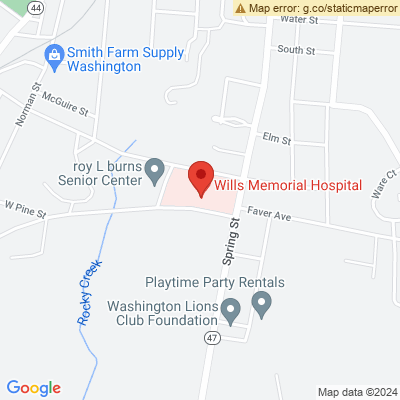 Map error: g.co/staticmaperror
44
Water St
Smith Farm Supply
Washington
South St
Norman St
McGuire St
Elm St
roy L burns
Senior Center
Wills Memorial Hospital
Ware Ct
W Pine St
Faver Ave
Spring St
Rocky Creek
Playtime Party Rentals
Washington Lions
Club Foundation
47
Google
Map data ©2024